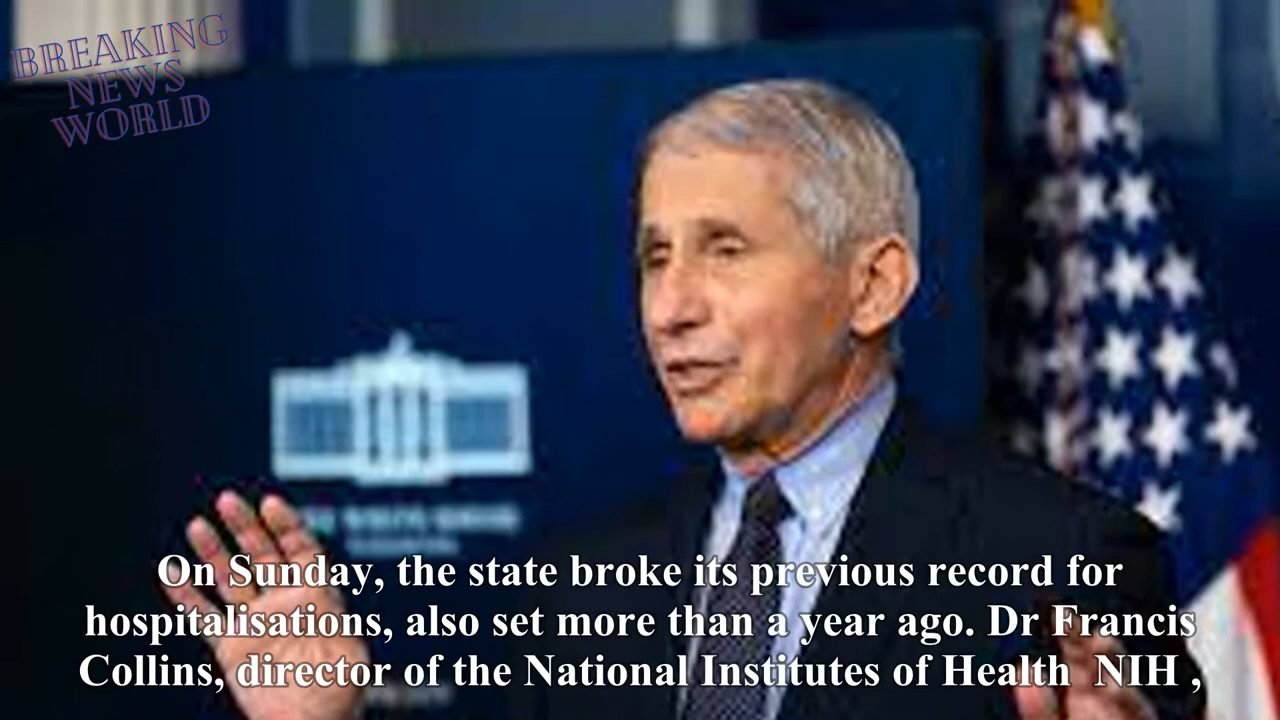 BREAKING
NEWS
WORLD
On Sunday, the state broke its previous record for
hospitalisations, also set more than a year ago. Dr Francis
Collins, director of the National Institutes of Health  NIH ,